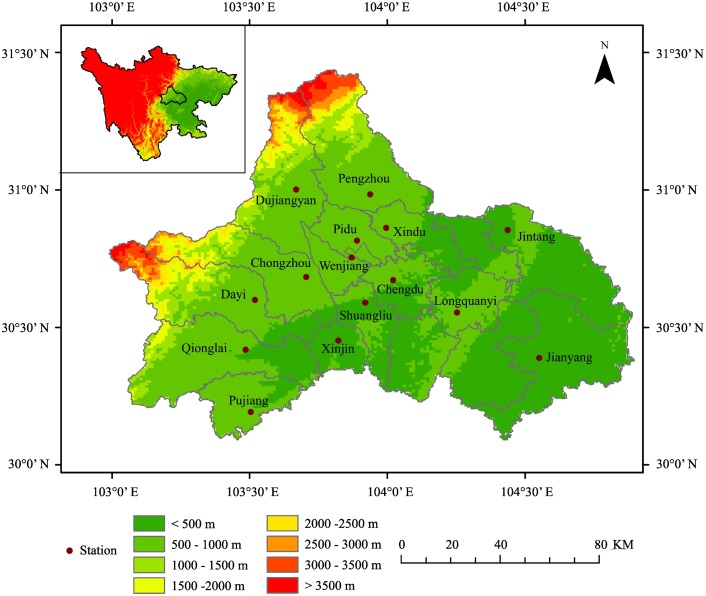 103°0′ E 103°30′ E 104°0′ E 104°30′ E
N
31°30′ N 31°30′ N
31°0′ N 31°0′ N
30°30′ N 30°30′ N
30°0′ N 30°0′ N
Pengzhou
Dujiangyan
Pidu Xindu Jintang
Chongzhou Wenjiang
Chengdu
Dayi Longquanyi
Shuangliu
Qionglai Xinjin Jianyang
Pujiang
103°0′ E 103°30′ E 104°0′ E 104°30′ E
Station
< 500 m
500 - 1000 m
1000 - 1500 m
1500 -2000 m
2000 -2500 m
2500 - 3000 m
3000 - 3500 m
> 3500 m
0 20 40 60 80 KM